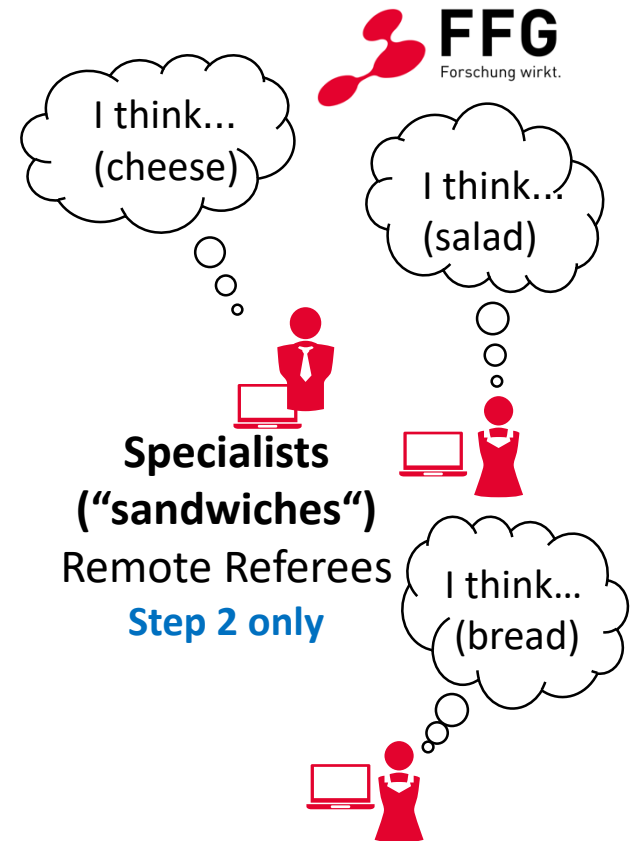 FFG
Forschung wirkt.
I think...
(cheese)
I think...
(salad)
Specialists
(“sandwiches“)
Remote Referees
Step 2 only
I think...
(bread)